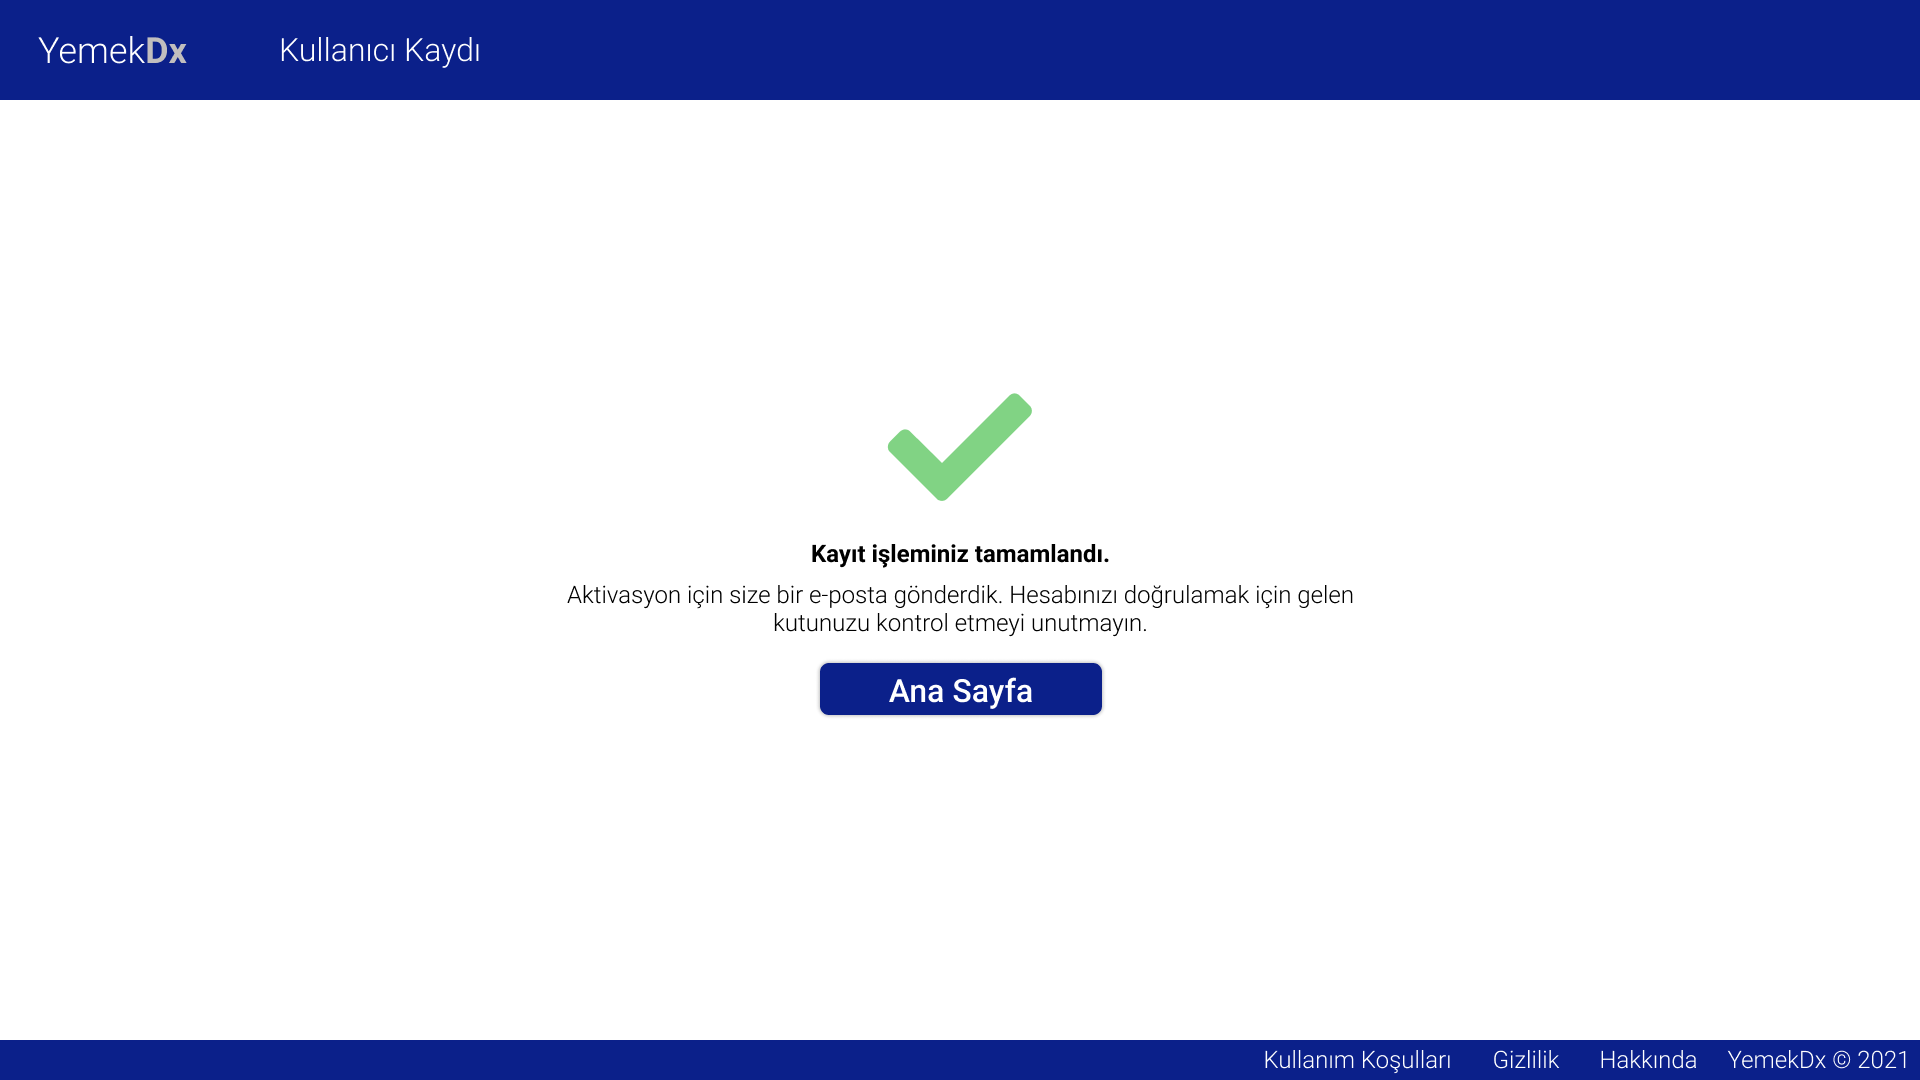 YemekDx
Kullanıcı Kaydı
Kayıt işleminiz tamamlandı.
Aktivasyon için size bir e-posta gönderdik. Hesabınızı doğrulamak için gelen
kutunuzu kontrol etmeyi unutmayın.
Ana Sayfa
Kullanım Koşulları Gizlilik Hakkında YemekDx © 2021